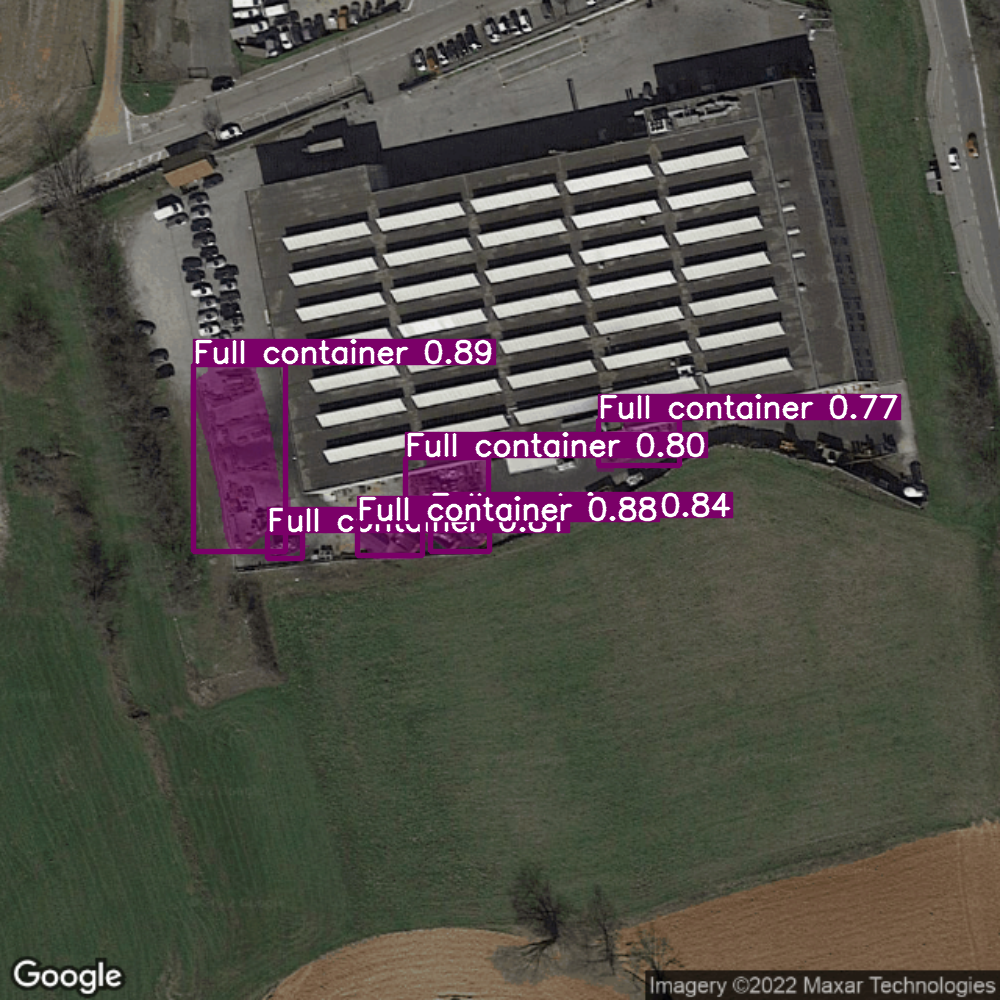 Full container 0.89
Full container 0.77
Full container 0.80
Full container 0.88
0.84
Full
Google
Imagery ©2022 Maxar Technologies